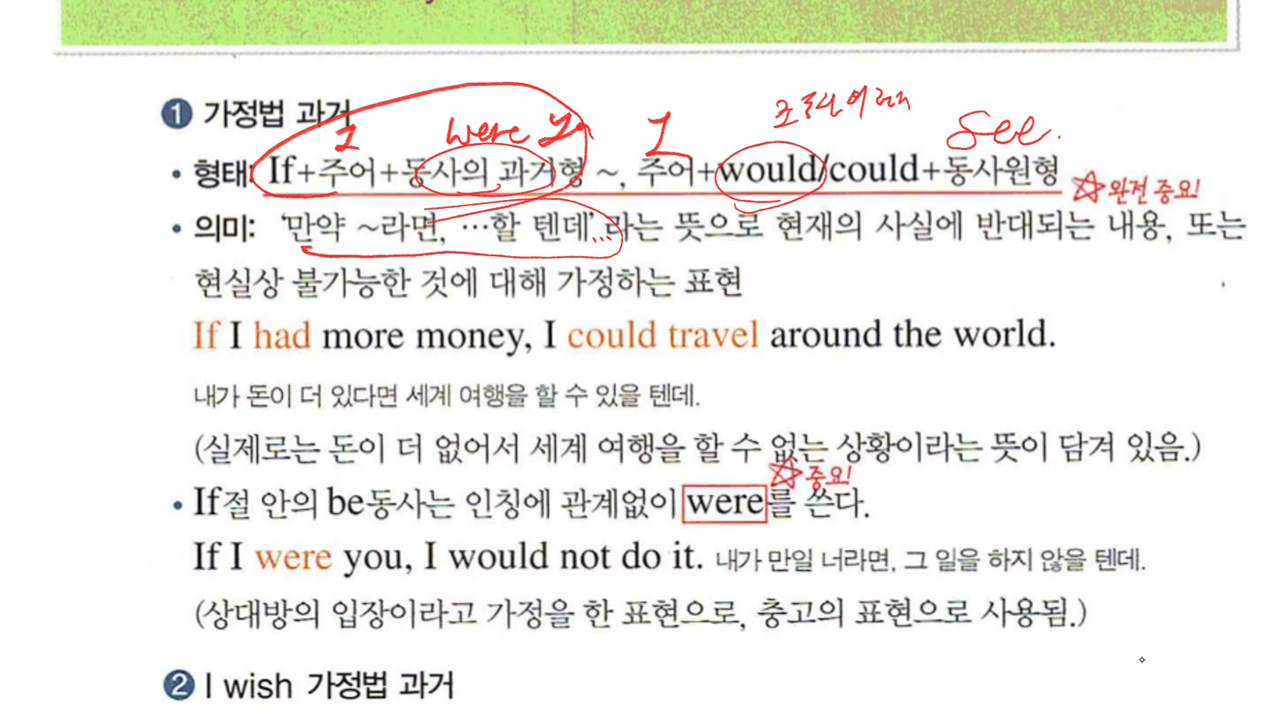 ① 가정법 과거
I were I see.
• 형태: If+주어+동사의 과거형 ~, 주어+would/could+동사원형 ☆완전 중요!
• 의미: '만약 ~라면, …할 텐데'라는 뜻으로 현재의 사실에 반대되는 내용, 또는
현실상 불가능한 것에 대해 가정하는 표현
If I had more money, I could travel around the world.
내가 돈이 더 있다면 세계 여행을 할 수 있을 텐데.
(실제로는 돈이 더 없어서 세계 여행을 할 수 없는 상황이라는 뜻이 담겨 있음.)
☆중요!
• If절 안의 be동사는 인칭에 관계없이 were를 쓴다.
If I were you, I would not do it. 내가 만일 너라면, 그 일을 하지 않을 텐데.
(상대방의 입장이라고 가정을 한 표현으로, 충고의 표현으로 사용됨.)
② I wish 가정법 과거